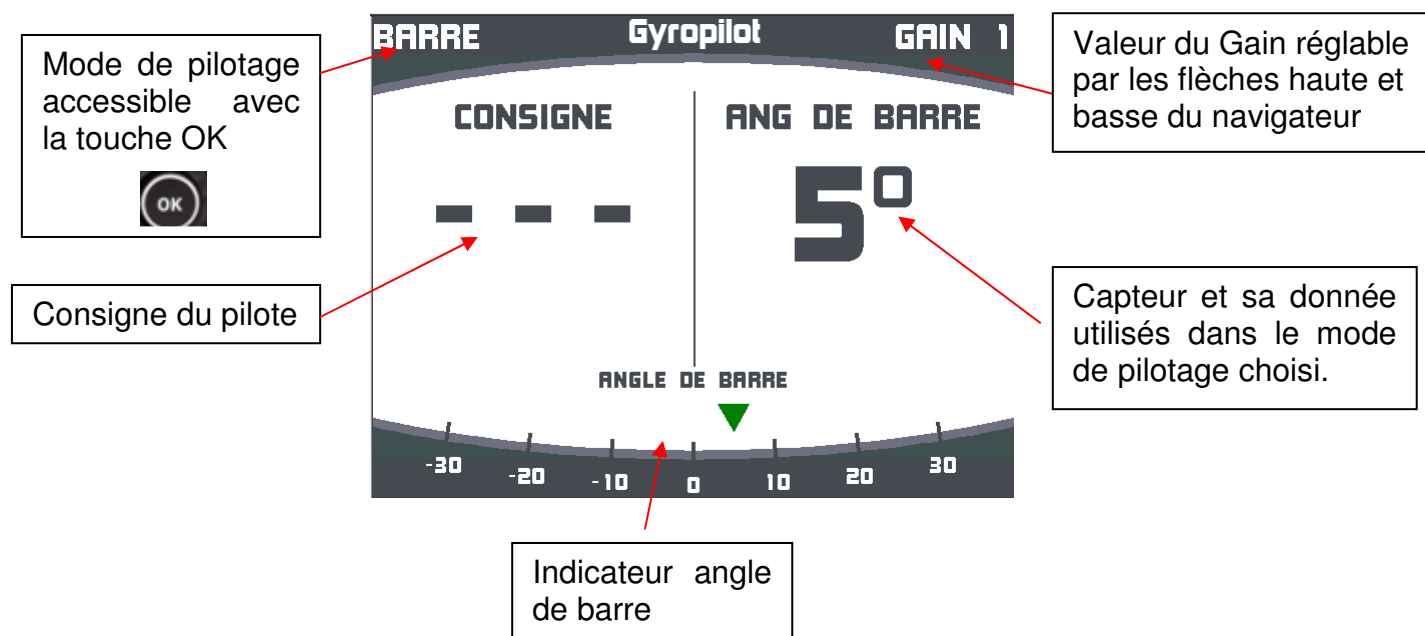 BARRE Gyropilot GAIN 1
Mode de pilotage
accessible avec
la touche OK
OK
Valeur du Gain réglable
par les flèches haute et
basse du navigateur
CONSIGNE
ANG DE BARRE
- - -
5°
Consigne du pilote
Capteur et sa donnée
utilisés dans le mode
de pilotage choisi.
ANGLE DE BARRE
-30 -20 -10 0 10 20 30
Indicateur angle
de barre